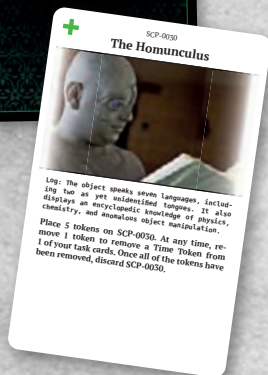 SCP-0030
The Homunculus
Log: The object speaks seven languages, includ-
ing two as yet unidentified tongues. It also
displays an encyclopedic knowledge of physics,
chemistry, and anomalous object manipulation.
Place 5 tokens on SCP-0030. At any time, re-
move 1 token to remove a Time Token from
1 of your task cards. Once all of the tokens have
been removed, discard SCP-0030.